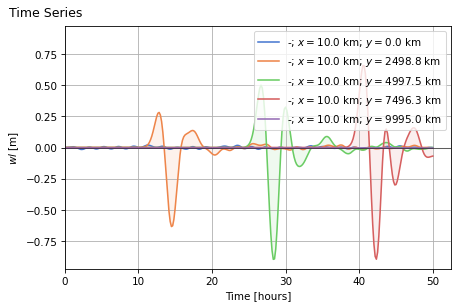 Time Series
-; x = 10.0 km; y = 0.0 km
-; x = 10.0 km; y = 2498.8 km
-; x = 10.0 km; y = 4997.5 km
-; x = 10.0 km; y = 7496.3 km
-; x = 10.0 km; y = 9995.0 km
0.75
0.50
0.25
0.00
−0.25
−0.50
−0.75
wl [m]
0 10 20 30 40 50
Time [hours]